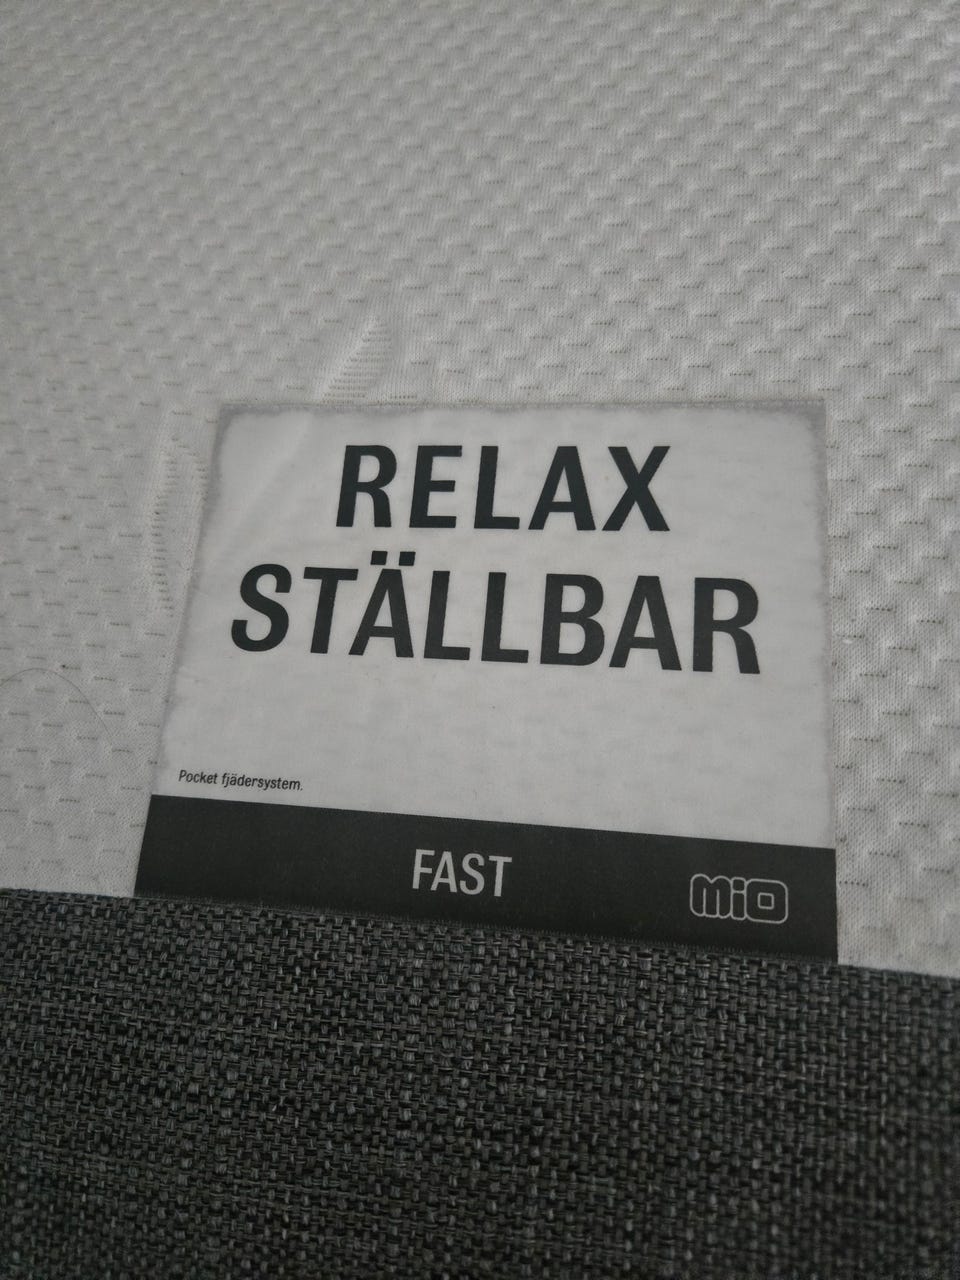 RELAX
STÄLLBAR
Pocket fjädersystem.
FAST
MiO